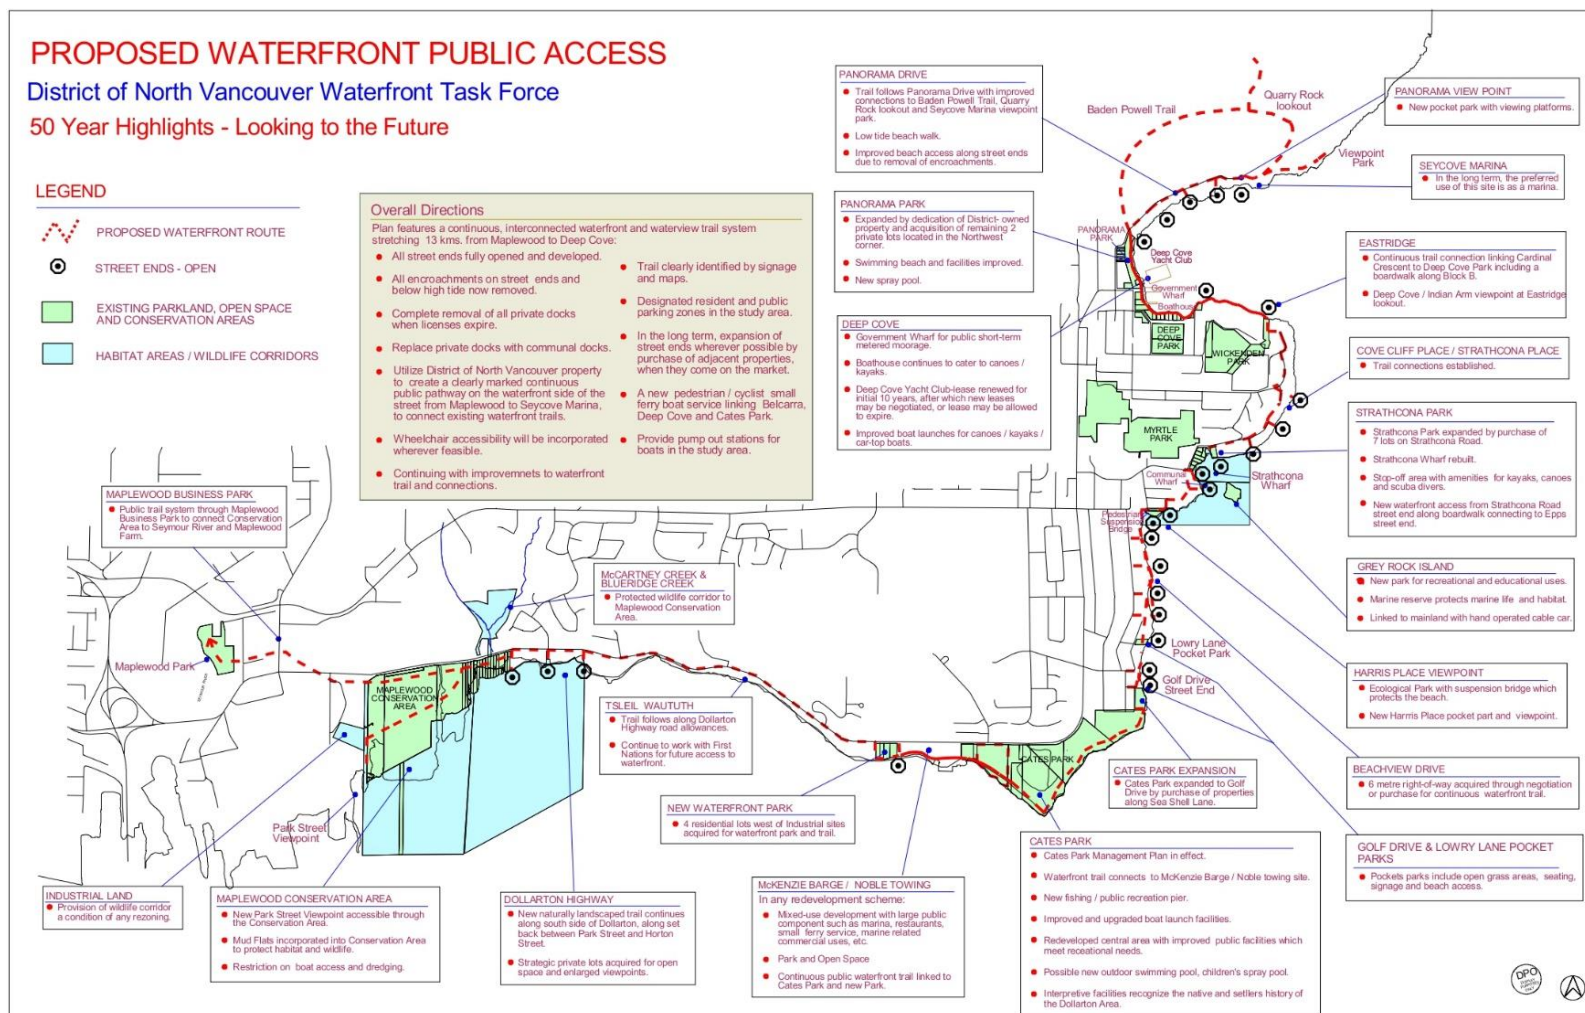 PROPOSED WATERFRONT PUBLIC ACCESS
District of North Vancouver Waterfront Task Force
50 Year Highlights - Looking to the Future
LEGEND
PROPOSED WATERFRONT ROUTE
STREET ENDS - OPEN
EXISTING PARKLAND, OPEN SPACE
AND CONSERVATION AREAS
HABITAT AREAS / WILDLIFE CORRIDORS
Overall Directions
Plan features a continuous, interconnected waterfront and waterview trail system
stretching 13 kms. from Maplewood to Deep Cove:
All street ends fully opened and developed.
All encroachments on street ends and
below high tide now removed.
Complete removal of all private docks
when licenses expire.
Replace private docks with communal docks.
Utilize District of North Vancouver property
to create a clearly marked continuous
public pathway on the waterfront side of the
street from Maplewood to Seycove Marina,
to connect existing waterfront trails.
Wheelchair accessibility will be incorporated
wherever feasible.
Continuing with improvemnets to waterfront
trail and connections.
Trail clearly identified by signage
and maps.
Designated resident and public
parking zones in the study area.
In the long term, expansion of
street ends wherever possible by
purchase of adjacent properties,
when they come on the market.
A new pedestrian / cyclist small
ferry boat service linking Belcarra,
Deep Cove and Cates Park.
Provide pump out stations for
boats in the study area.
PANORAMA DRIVE
Trail follows Panorama Drive with improved
connections to Baden Powell Trail, Quarry
Rock lookout and Seycove Marina viewpoint
park.
Low tide beach walk.
Improved beach access along street ends
due to removal of encroachments.
PANORAMA PARK
Expanded by dedication of District- owned
property and acquisition of remaining 2
private lots located in the Northwest
corner.
Swimming beach and facilities improved.
New spray pool.
DEEP COVE
Government Wharf for public short-term
metered moorage.
Boathouse continues to cater to canoes /
kayaks.
Deep Cove Yacht Club-lease renewed for
initial 10 years, after which new leases
may be negotiated, or lease may be allowed
to expire.
Improved boat launches for canoes / kayaks /
car-top boats.
Baden Powell Trail
Quarry Rock
lookout
Viewpoint
Park
PANORAMA
PARK
Deep Cove
Yacht Club
Government
Wharf
Boathouse
DEEP
COVE
PARK
WICKENDEN
PARK
MYRTLE
PARK
Communal
Wharf
Strathcona
Wharf
Pedestrian
Suspension
Bridge
Lowry Lane
Pocket Park
Golf Drive
Street End
CATES PARK
PANORAMA VIEW POINT
New pocket park with viewing platforms.
SEYCOVE MARINA
In the long term, the preferred
use of this site is as a marina.
EASTRIDGE
Continuous trail connection linking Cardinal
Crescent to Deep Cove Park including a
boardwalk along Block B.
Deep Cove / Indian Arm viewpoint at Eastridge
lookout.
COVE CLIFF PLACE / STRATHCONA PLACE
Trail connections established.
STRATHCONA PARK
Strathcona Park expanded by purchase of
7 lots on Strathcona Road.
Strathcona Wharf rebuilt.
Stop-off area with amenities for kayaks, canoes
and scuba divers.
New waterfront access from Strathcona Road
street end along boardwalk connecting to Epps
street end.
GREY ROCK ISLAND
New park for recreational and educational uses.
Marine reserve protects marine life and habitat.
Linked to mainland with hand operated cable car.
HARRIS PLACE VIEWPOINT
Ecological Park with suspension bridge which
protects the beach.
New Harrris Place pocket part and viewpoint.
BEACHVIEW DRIVE
6 metre right-of-way acquired through negotiation
or purchase for continuous waterfront trail.
GOLF DRIVE & LOWRY LANE POCKET
PARKS
Pockets parks include open grass areas, seating,
signage and beach access.
MAPLEWOOD BUSINESS PARK
Public trail system through Maplewood
Business Park to connect Conservation
Area to Seymour River and Maplewood
Farm.
McCARTNEY CREEK &
BLUERIDGE CREEK
Protected wildlife corridor to
Maplewood Conservation
Area.
Maplewood Park
MAPLEWOOD
CONSERVATION
AREA
Park Street
Viewpoint
TSLEIL WAUTUTH
Trail follows along Dollarton
Highway road allowances.
Continue to work with First
Nations for future access to
waterfront.
NEW WATERFRONT PARK
4 residential lots west of Industrial sites
acquired for waterfront park and trail.
CATES PARK EXPANSION
Cates Park expanded to Golf
Drive by purchase of properties
along Sea Shell Lane.
INDUSTRIAL LAND
Provision of wildlife corridor
a condition of any rezoning.
MAPLEWOOD CONSERVATION AREA
New Park Street Viewpoint accessible through
the Conservation Area.
Mud Flats incorporated into Conservation Area
to protect habitat and wildlife.
Restriction on boat access and dredging.
DOLLARTON HIGHWAY
New naturally landscaped trail continues
along south side of Dollarton, along set
back between Park Street and Horton
Street.
Strategic private lots acquired for open
space and enlarged viewpoints.
McKENZIE BARGE / NOBLE TOWING
In any redevelopment scheme:
Mixed-use development with large public
component such as marina, restaurants,
small ferry service, marine related
commercial uses, etc.
Park and Open Space
Continuous public waterfront trail linked to
Cates Park and new Park.
CATES PARK
Cates Park Management Plan in effect.
Waterfront trail connects to McKenzie Barge / Noble towing site.
New fishing / public recreation pier.
Improved and upgraded boat launch facilities.
Redeveloped central area with improved public facilities which
meet receational needs.
Possible new outdoor swimming pool, children's spray pool.
Interpretive facilities recognize the native and settlers history of
the Dollarton Area.
DPO